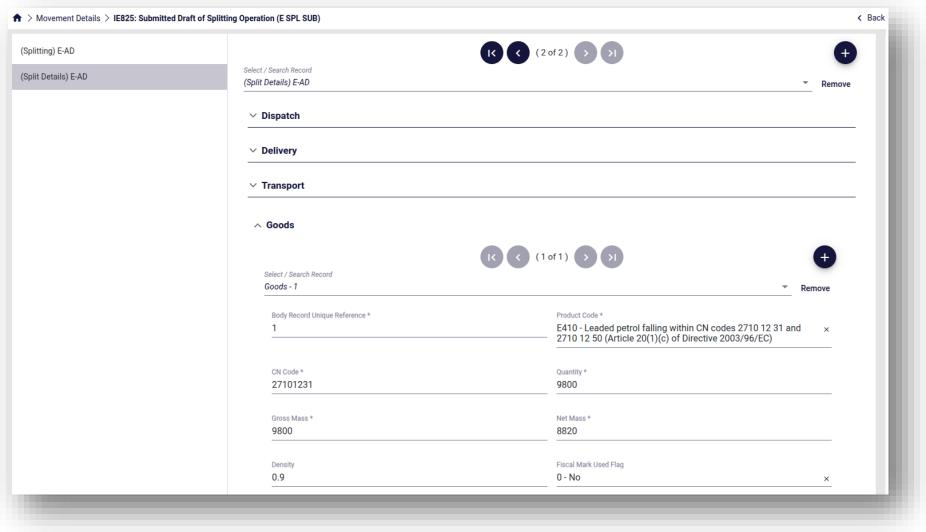 > Movement Details > IE825: Submitted Draft of Splitting Operation (E SPL SUB)
Back
(Splitting) E-AD
(Split Details) E-AD
( 2 of 2 )
Select / Search Record
(Split Details) E-AD
Remove
Dispatch
Delivery
Transport
Goods
( 1 of 1 )
Select / Search Record
Goods - 1
Remove
Body Record Unique Reference *
1
Product Code *
E410 - Leaded petrol falling within CN codes 2710 12 31 and
2710 12 50 (Article 20(1)(c) of Directive 2003/96/EC)
CN Code *
27101231
Quantity *
9800
Gross Mass *
9800
Net Mass *
8820
Density
0.9
Fiscal Mark Used Flag
0 - No